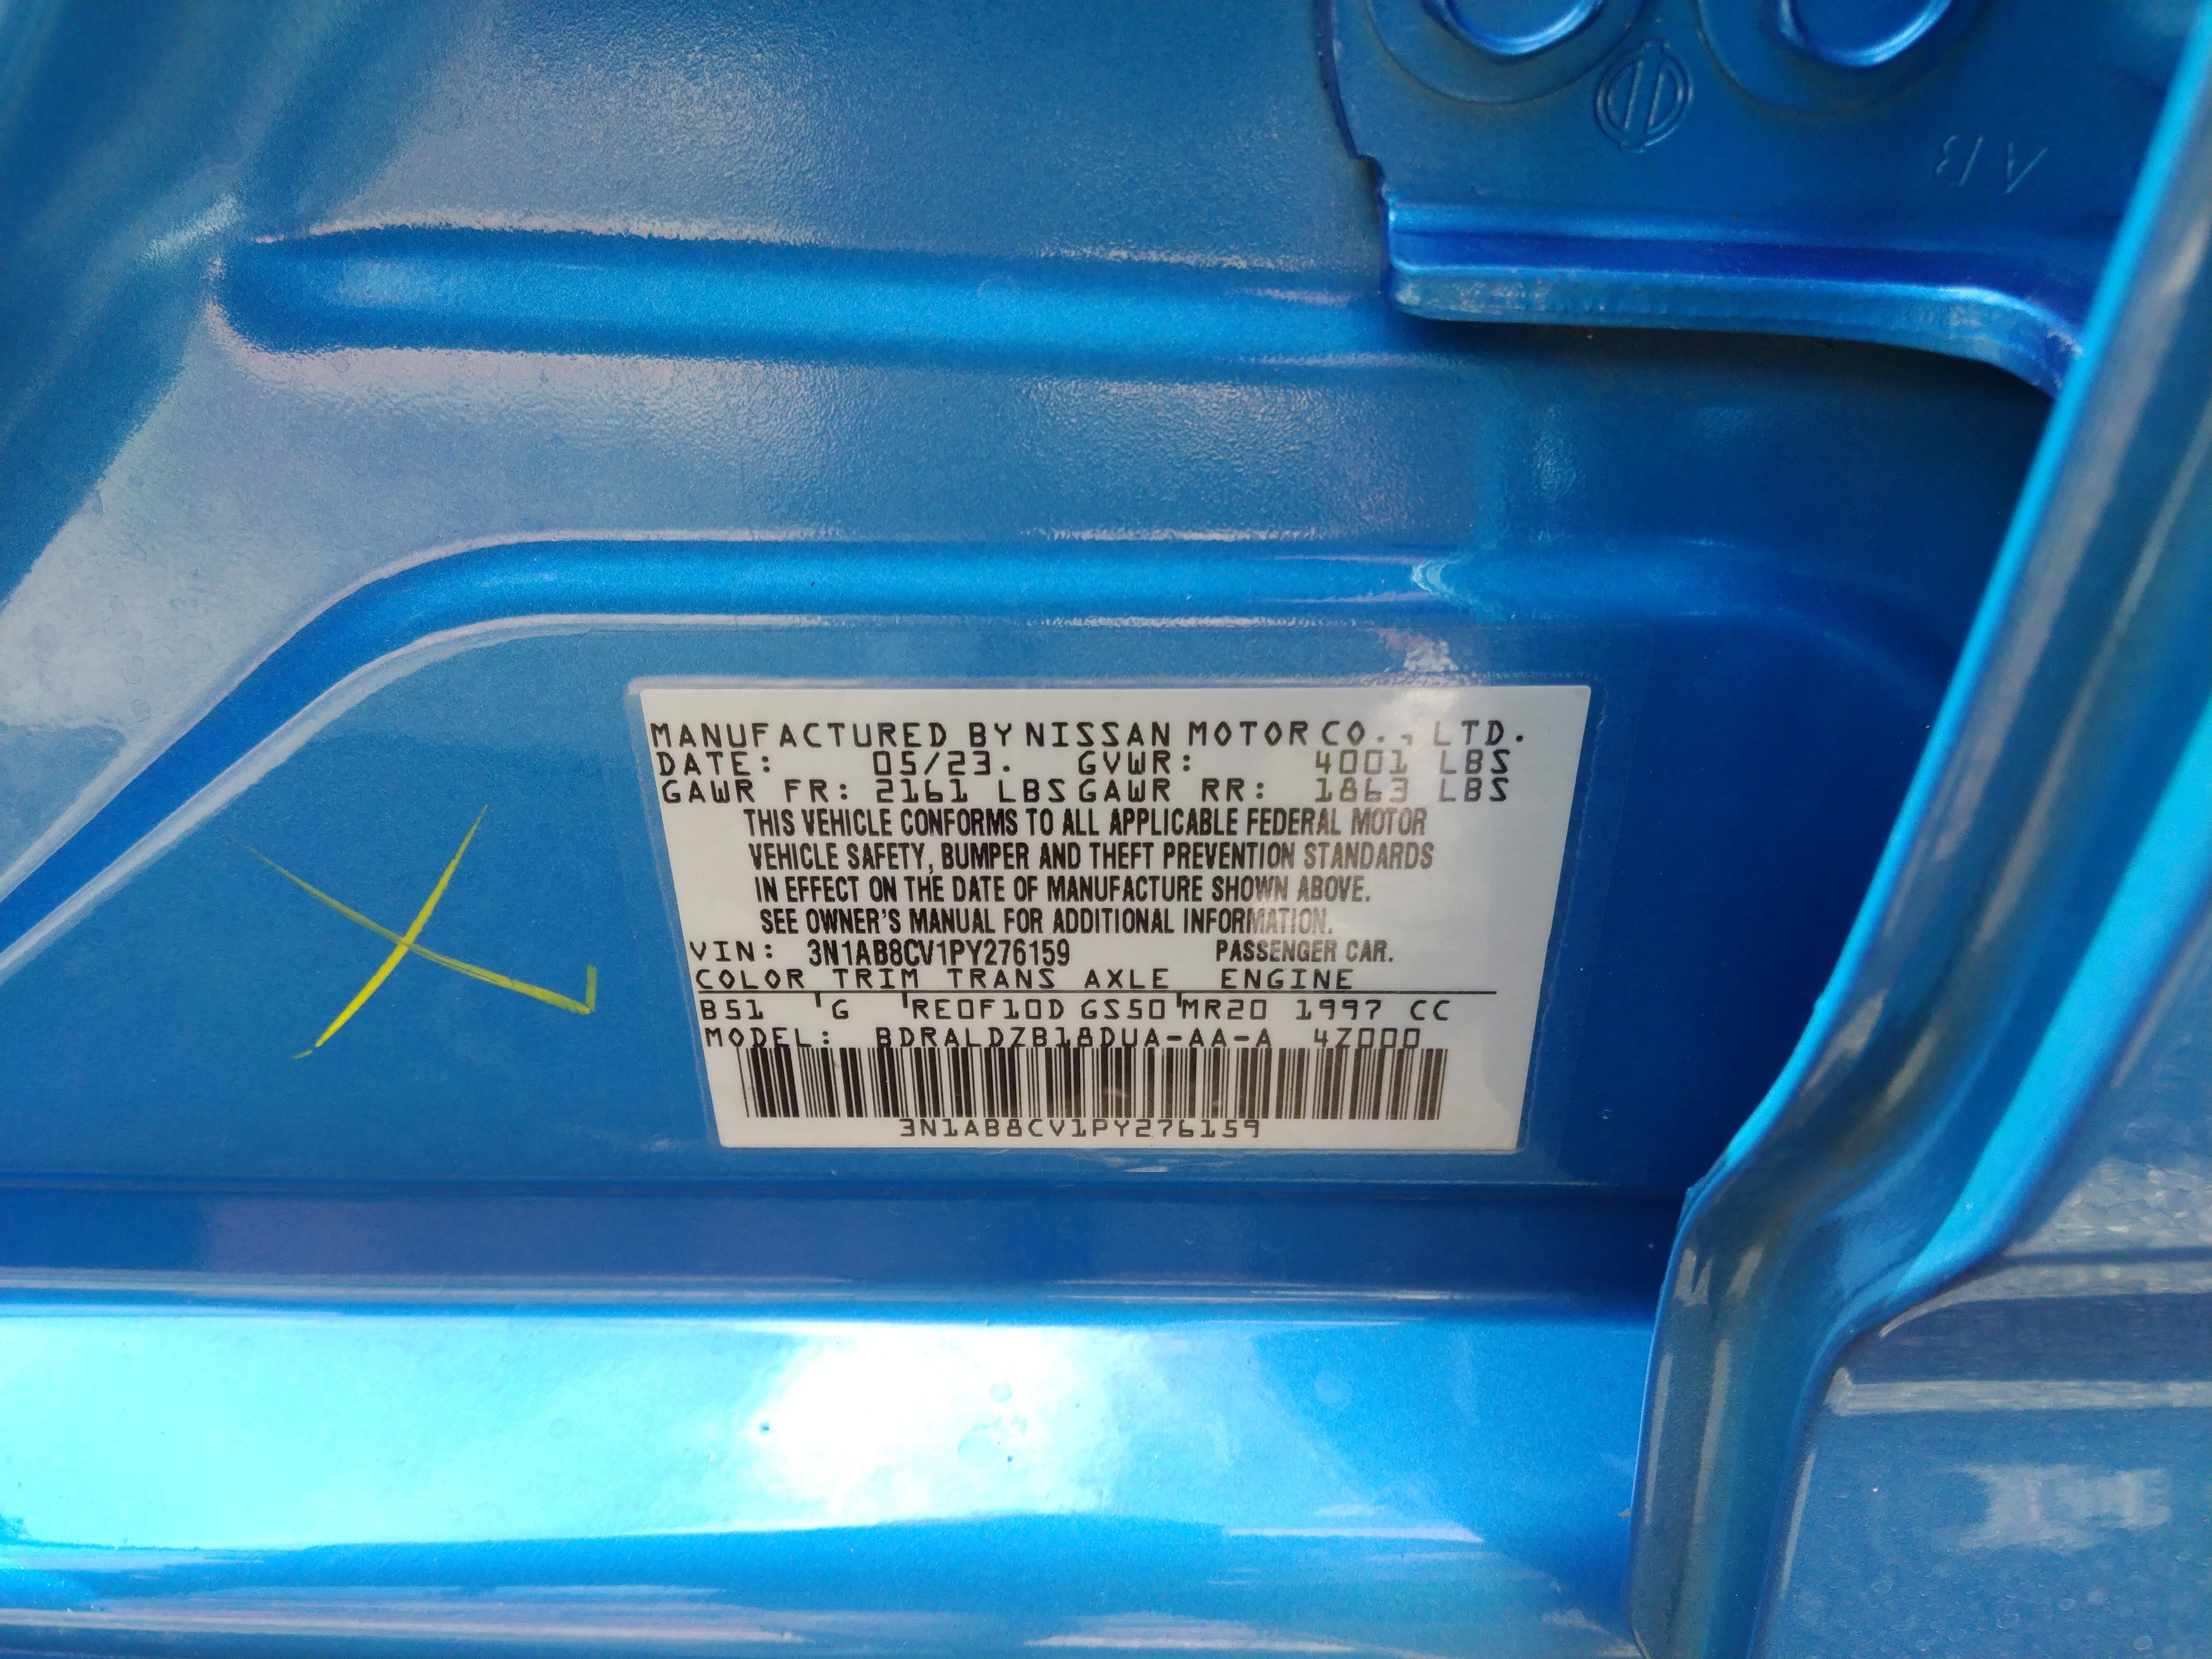 AB
MANUFACTURED BY NISSAN MOTOR CO., LTD.
DATE: 05/23. GVWR: 4001 LBS
GAWR FR: 2161 LBS GAWR RR: 1863 LBS
THIS VEHICLE CONFORMS TO ALL APPLICABLE FEDERAL MOTOR
VEHICLE SAFETY, BUMPER AND THEFT PREVENTION STANDARDS
IN EFFECT ON THE DATE OF MANUFACTURE SHOWN ABOVE.
SEE OWNER'S MANUAL FOR ADDITIONAL INFORMATION.
VIN: 3N1AB8CV1PY276159 PASSENGER CAR.
COLOR TRIM TRANS AXLE ENGINE
B51 G RE0F10D GS50 MR20 1997 CC
MODEL: BDRALDZB18DUA-AA-A 4Z000
3N1AB8CV1PY276159